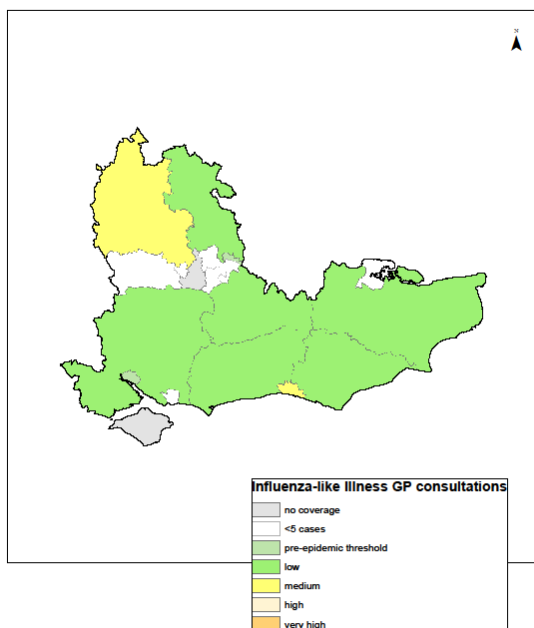 N
Influenza-like Illness GP consultations
no coverage
<5 cases
pre-epidemic threshold
low
medium
high
very high